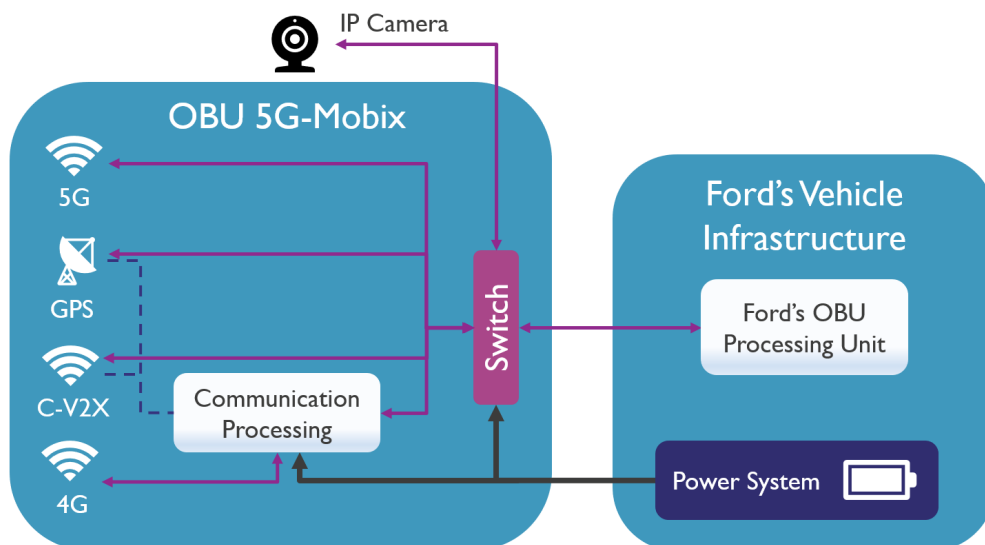 IP Camera
OBU 5G-Mobix
5G
GPS
C-V2X
4G
Communication
Processing
Switch
Ford's Vehicle
Infrastructure
Ford's OBU
Processing Unit
Power System